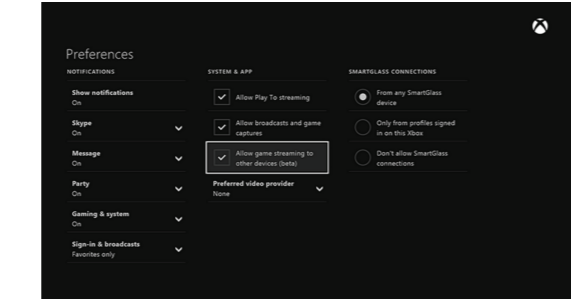 Preferences
NOTIFICATIONS
Show notifications
On
Skype
On
Message
On
Party
On
Gaming & system
On
Sign-in & broadcasts
Favorites only
SYSTEM & APP
Allow Play To streaming
Allow broadcasts and game
captures
Allow game streaming to
other devices (beta)
Preferred video provider
None
SMARTGLASS CONNECTIONS
From any SmartGlass
device
Only from profiles signed
in on this Xbox
Don't allow SmartGlass
connections